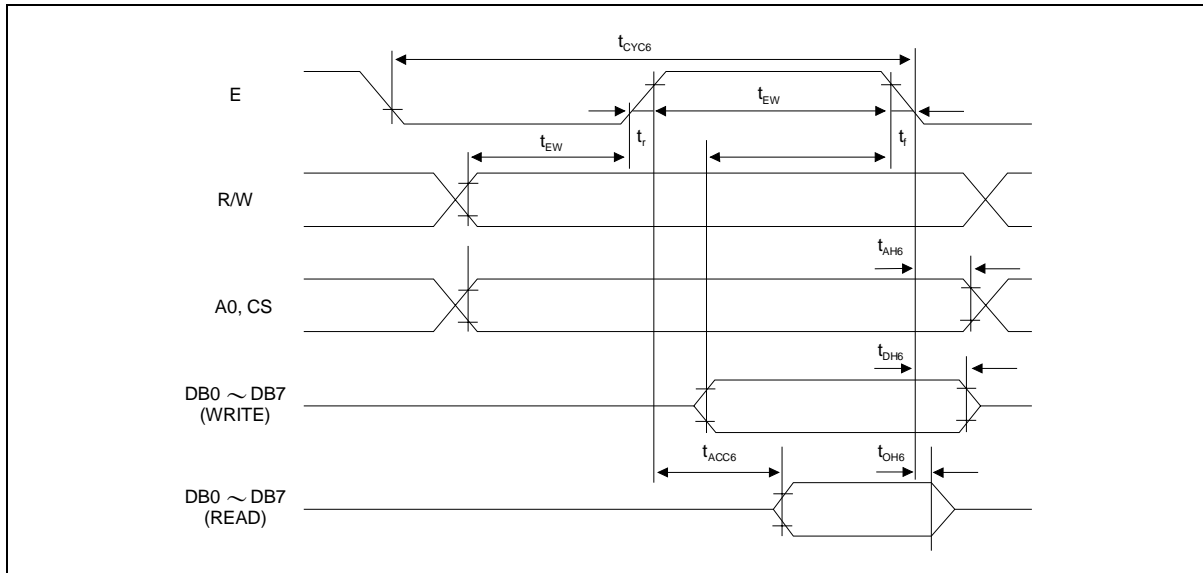 tCYC6
E
tEW
tr
tf
tEW
R/W
tAH6
A0, CS
tDH6
DB0 ～ DB7
(WRITE)
tACC6
tOH6
DB0 ～ DB7
(READ)